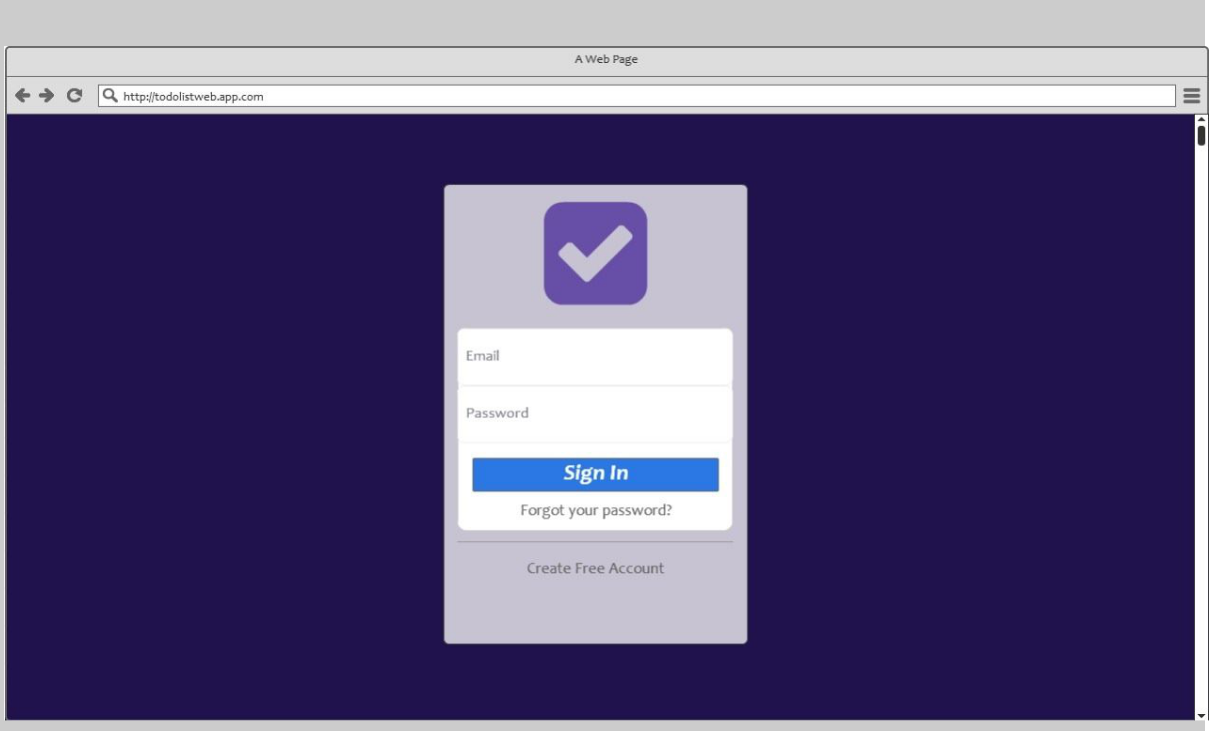 A Web Page
http://todolistweb.app.com
Email
Password
Sign In
Forgot your password?
Create Free Account